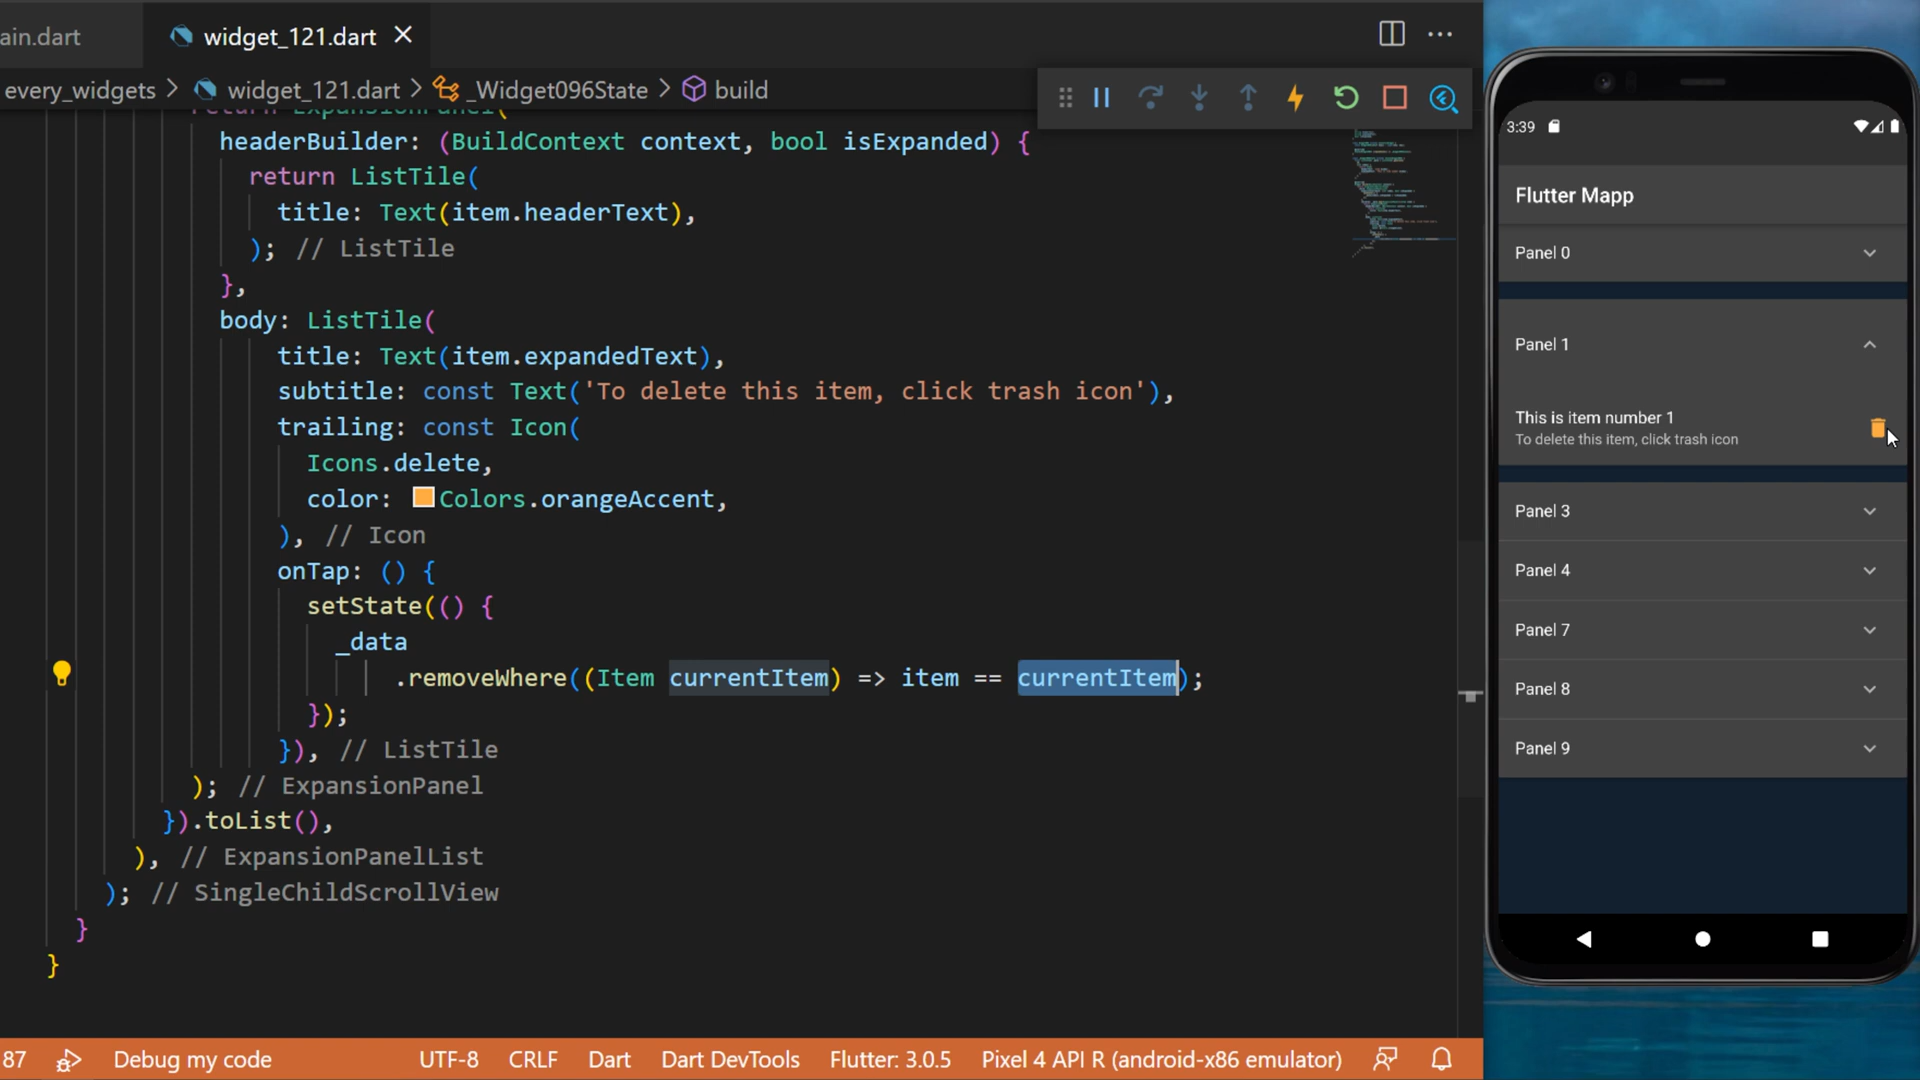 ain.dart
widget_121.dart
every_widgets > widget_121.dart > _Widget096State > build
return ExpansionPanel(
headerBuilder: (BuildContext context, bool isExpanded) {
return ListTile(
title: Text(item.headerText),
); // ListTile
},
body: ListTile(
title: Text(item.expandedText),
subtitle: const Text('To delete this item, click trash icon'),
trailing: const Icon(
Icons.delete,
color: Colors.orangeAccent,
), // Icon
onTap: () {
setState(() {
_data
.removeWhere((Item currentItem) => item == currentItem);
});
}), // ListTile
); // ExpansionPanel
}).toList(),
), // ExpansionPanelList
); // SingleChildScrollView
}
}
87 Debug my code UTF-8 CRLF Dart Dart DevTools Flutter: 3.0.5 Pixel 4 API R (android-x86 emulator)
3:39
Flutter Mapp
Panel 0
Panel 1
This is item number 1
To delete this item, click trash icon
Panel 3
Panel 4
Panel 7
Panel 8
Panel 9